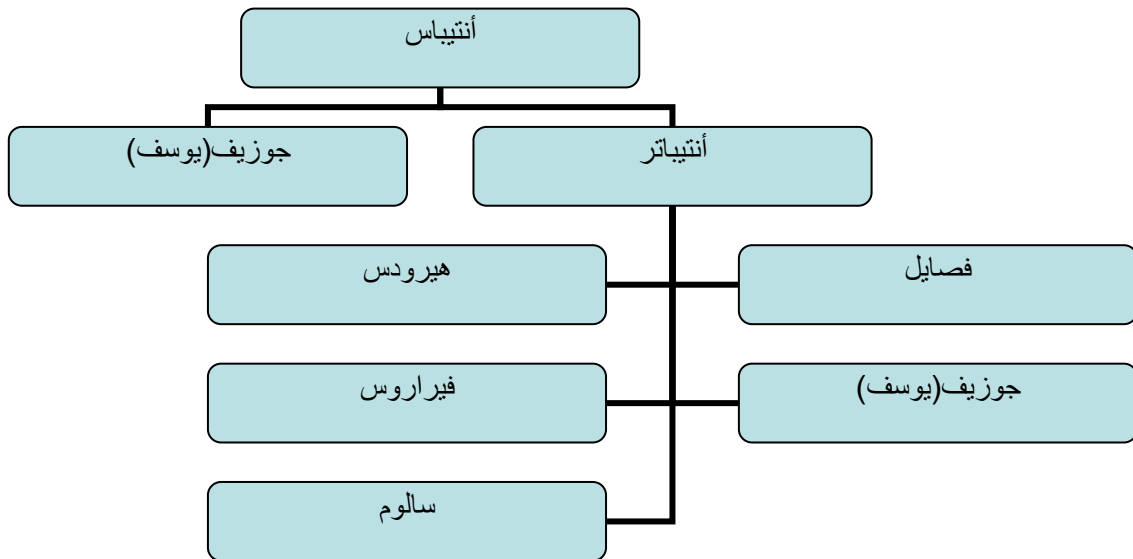 أنتيباس
أنتيباتر
جوزيف(يوسف)
فصايل
هيرودس
جوزيف(يوسف)
فيراروس
سالوم